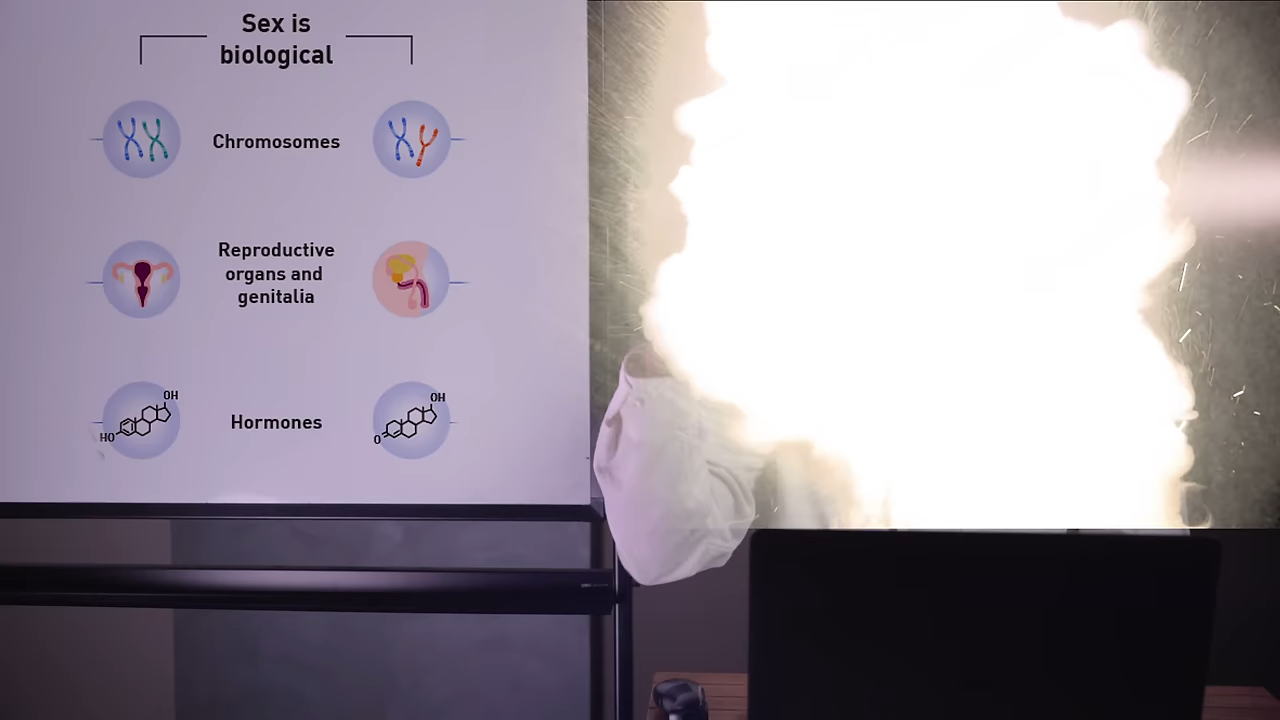 Sex is
biological
Chromosomes
Reproductive
organs and
genitalia
OH
HO
Hormones
OH
O